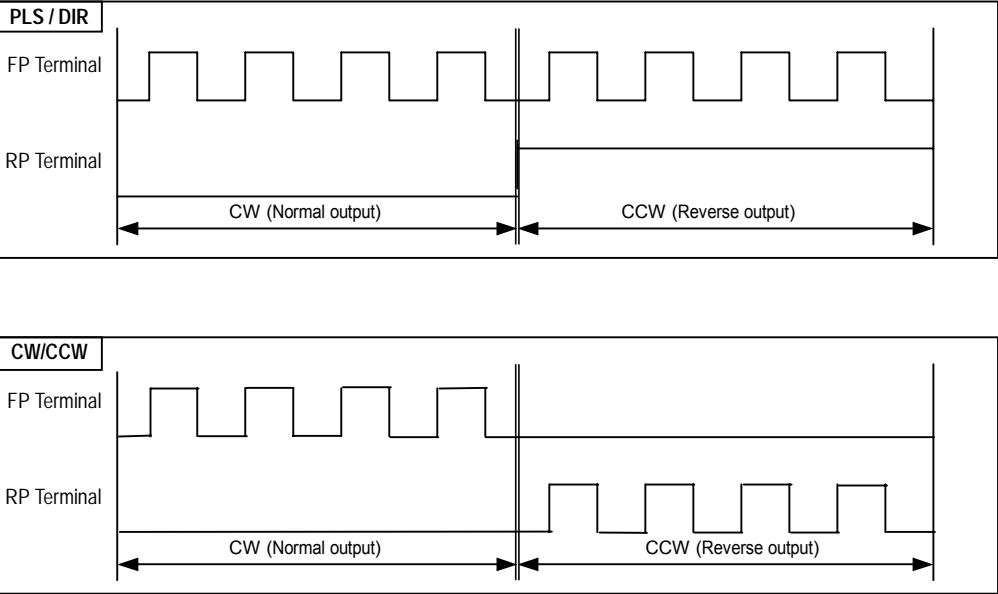 PLS / DIR
FP Terminal
RP Terminal
CW (Normal output)
CCW (Reverse output)
CW/CCW
FP Terminal
RP Terminal
CW (Normal output)
CCW (Reverse output)